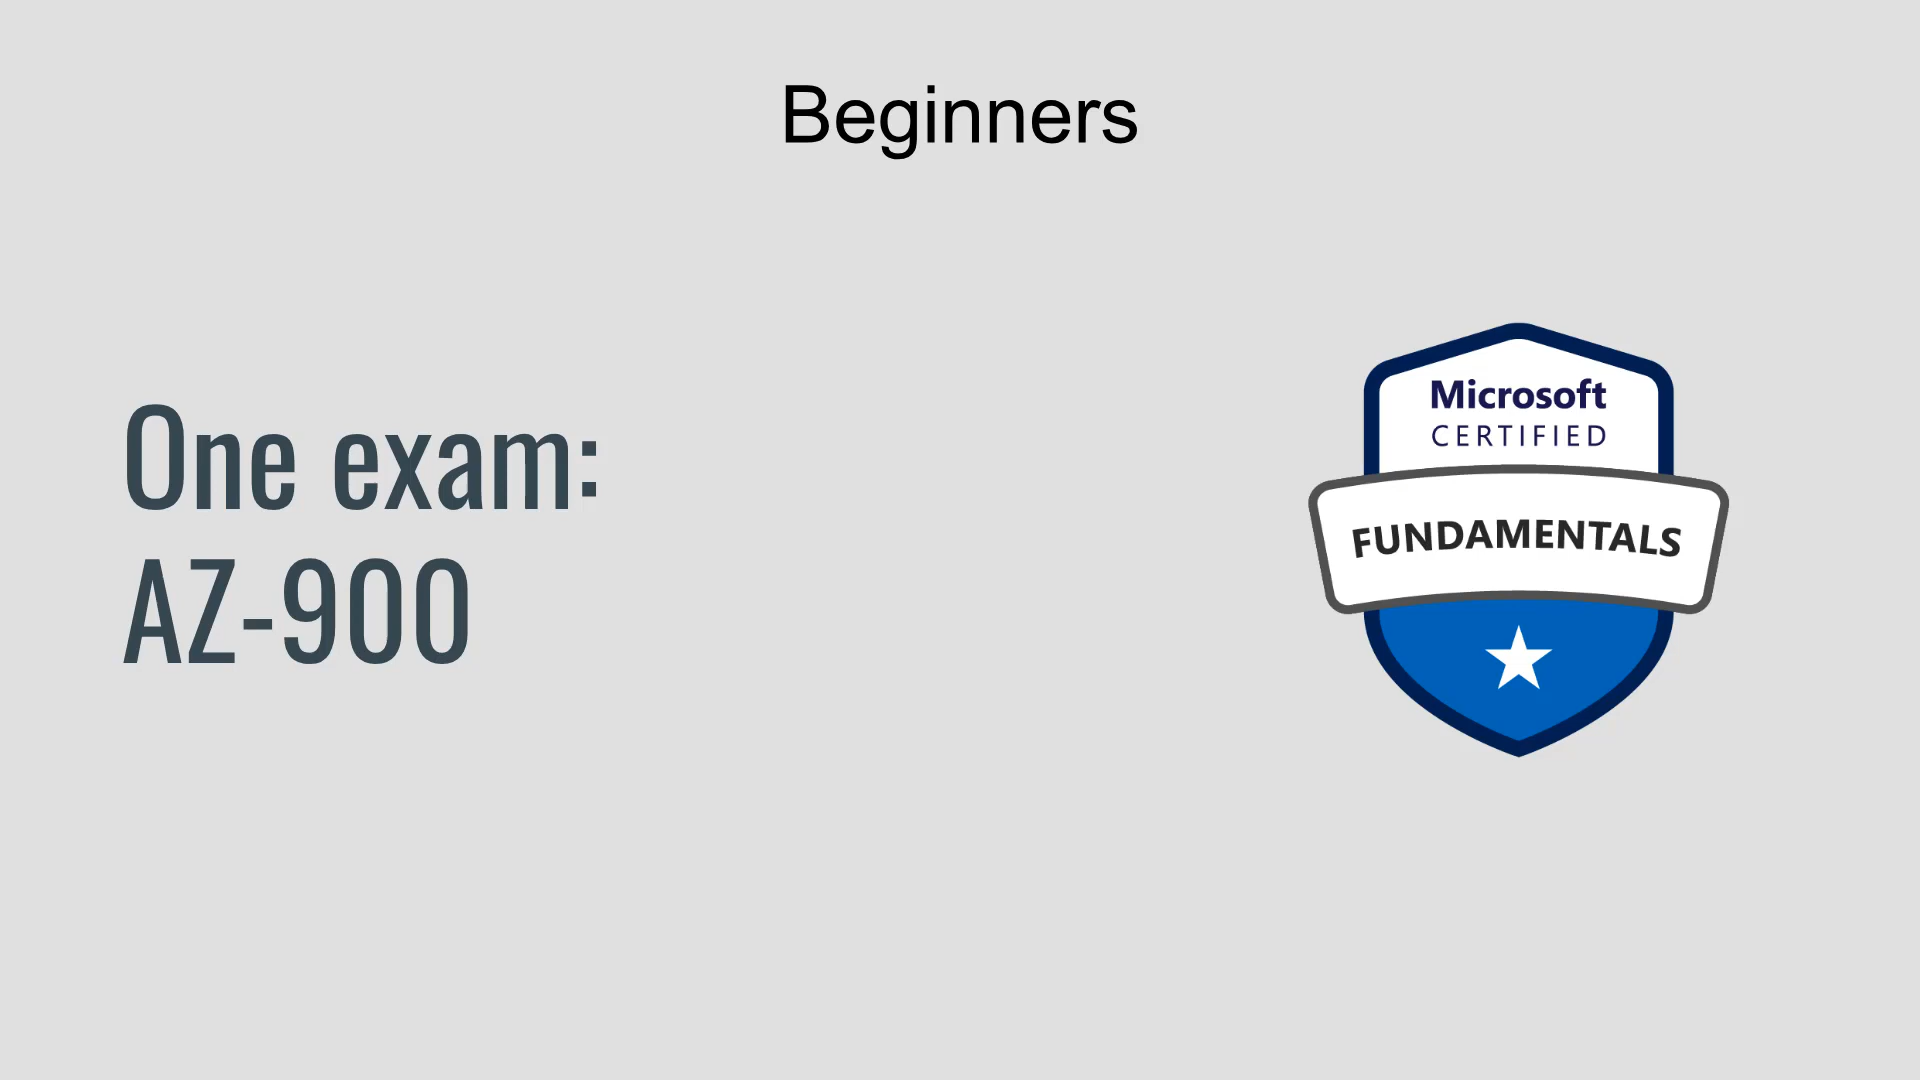 Beginners
One exam:
AZ-900
Microsoft
CERTIFIED
FUNDAMENTALS